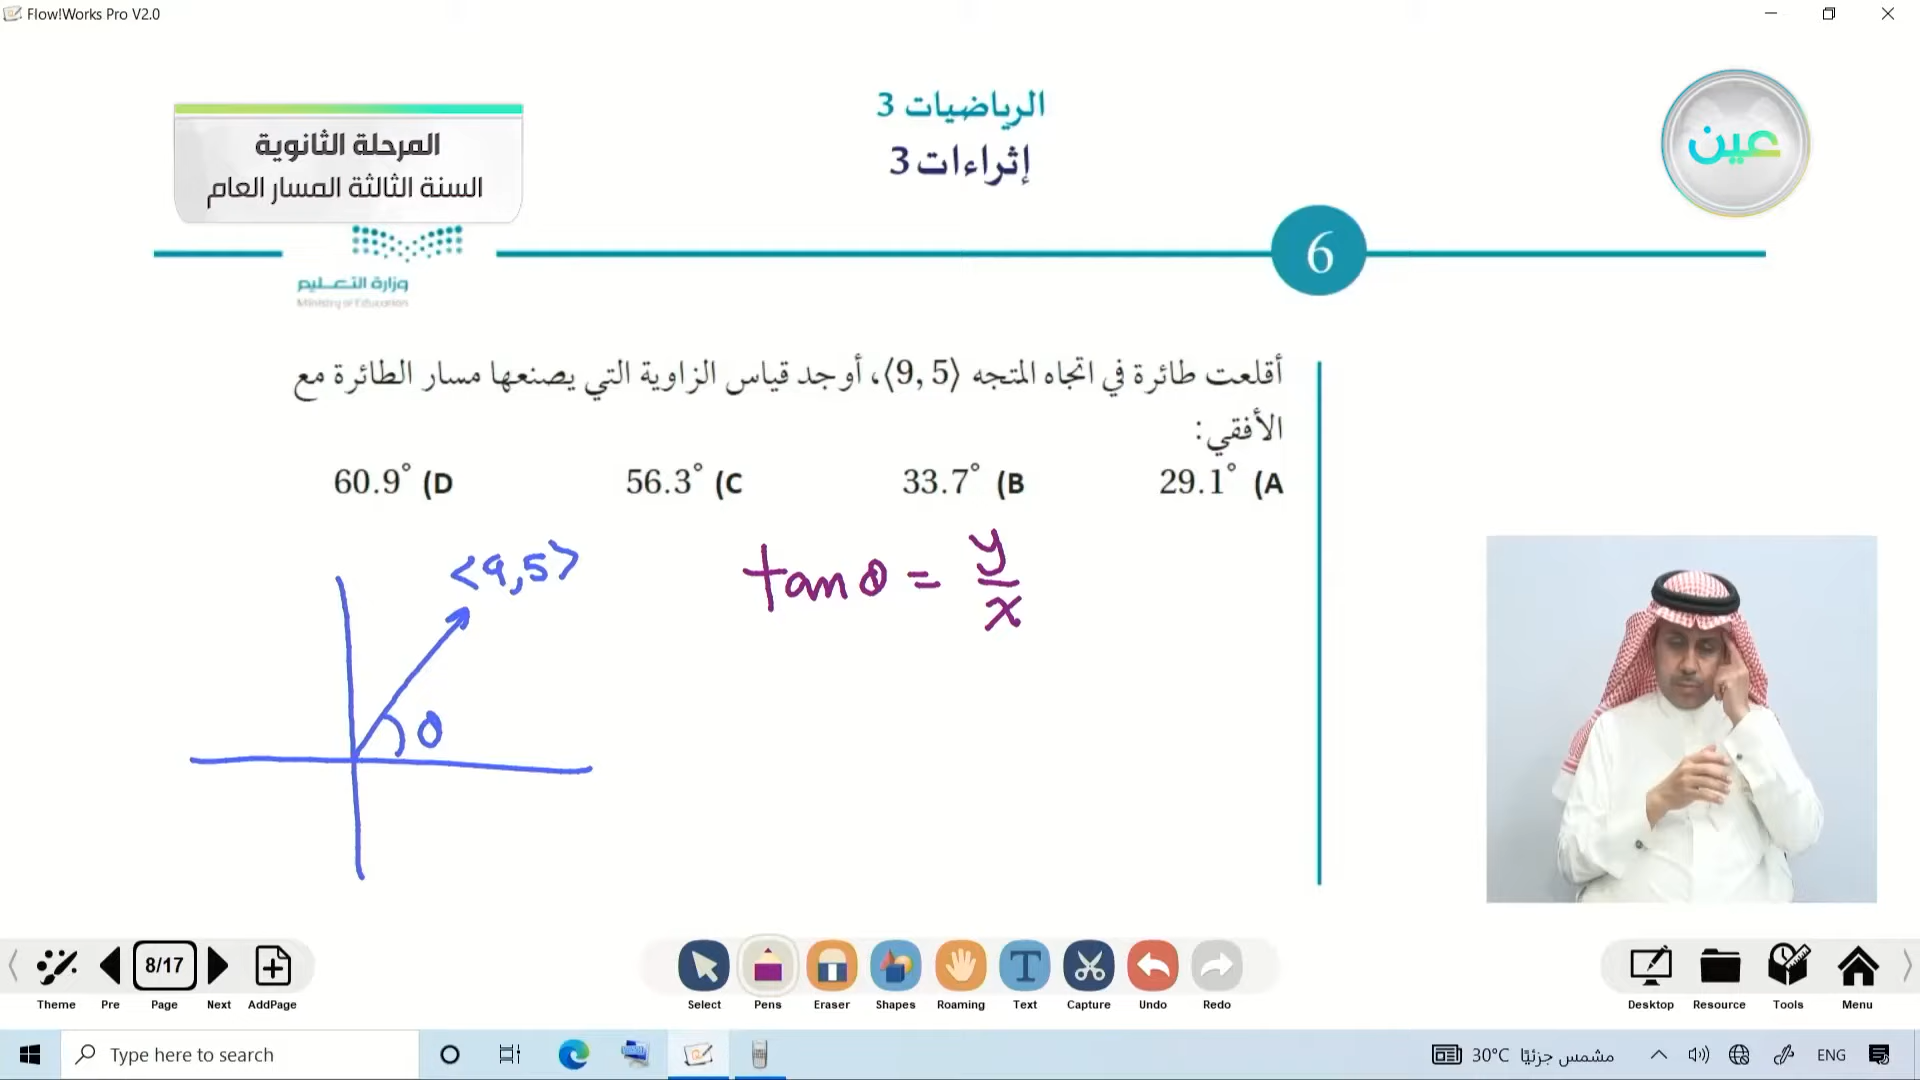 Flow!Works Pro V2.0
الرياضيات 3
إثراءات 3
المرحلة الثانوية
السنة الثالثة المسار العام
عين
6
وزارة التعليم
Ministry of Education
أقلعت طائرة في اتجاه المتجه ⟨9, 5⟩، أوجد قياس الزاوية التي يصنعها مسار الطائرة مع
الأفقي:
29.1° (A 33.7° (B 56.3° (C 60.9° (D
<9,5>
θ
tan θ = y/x
8/17
Theme Pre Page Next AddPage
Select Pens Eraser Shapes Roaming Text Capture Undo Redo
Desktop Resource Tools Menu
Type here to search
30°C مشمس جزئيًا
ENG